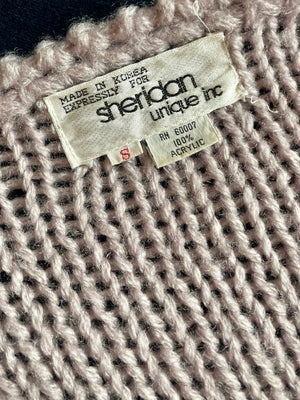 MADE IN KOREA
EXPRESSLY FOR
sheridan
unique inc
S
RN 60007
100%
ACRYLIC